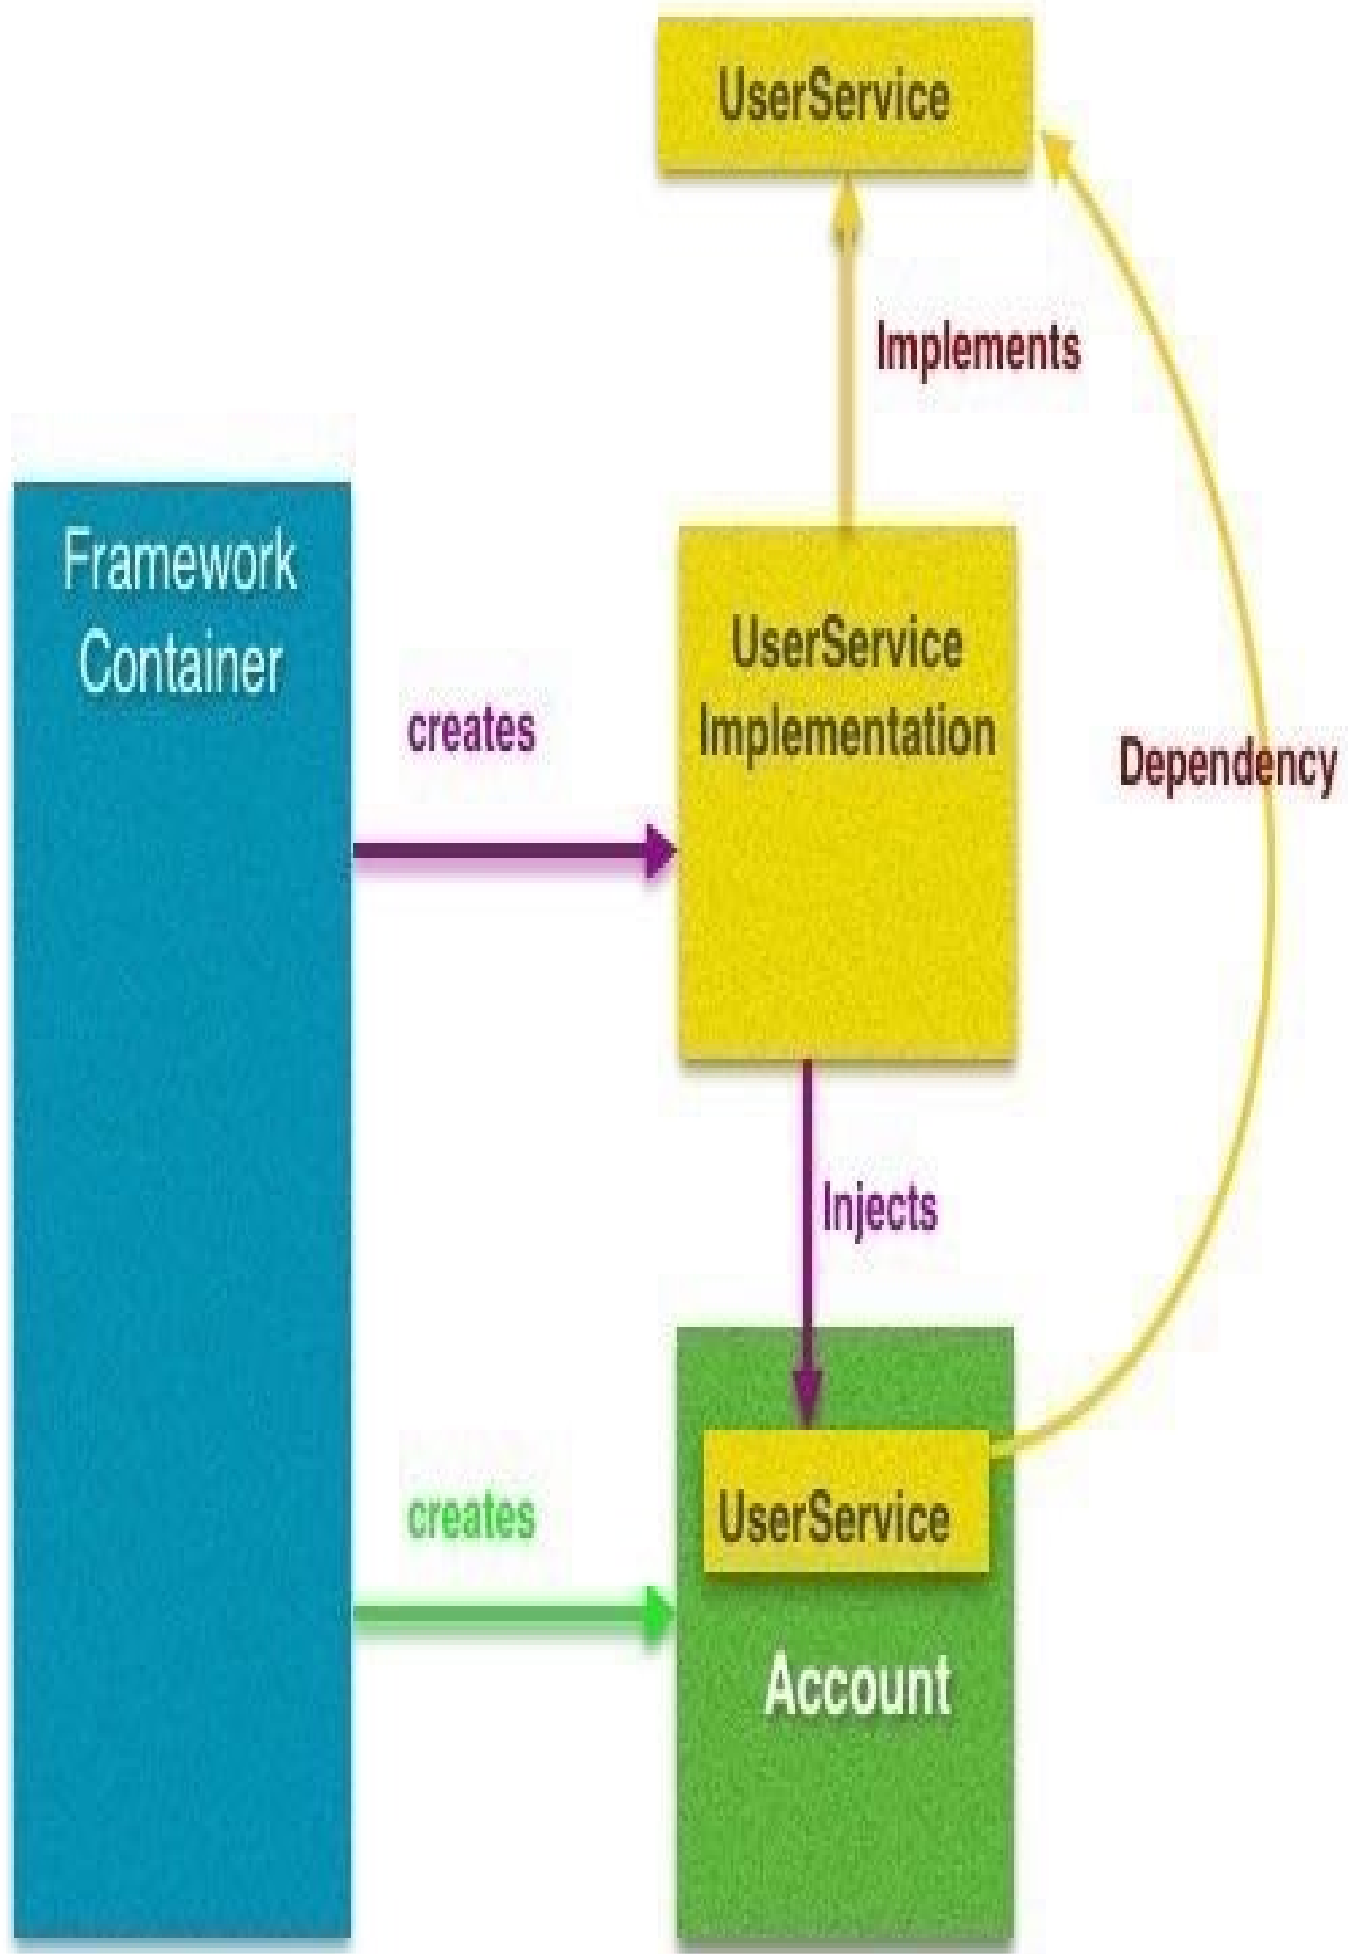 UserService
Implements
Framework
Container
UserService
Implementation
creates
Dependency
Injects
UserService
creates
Account